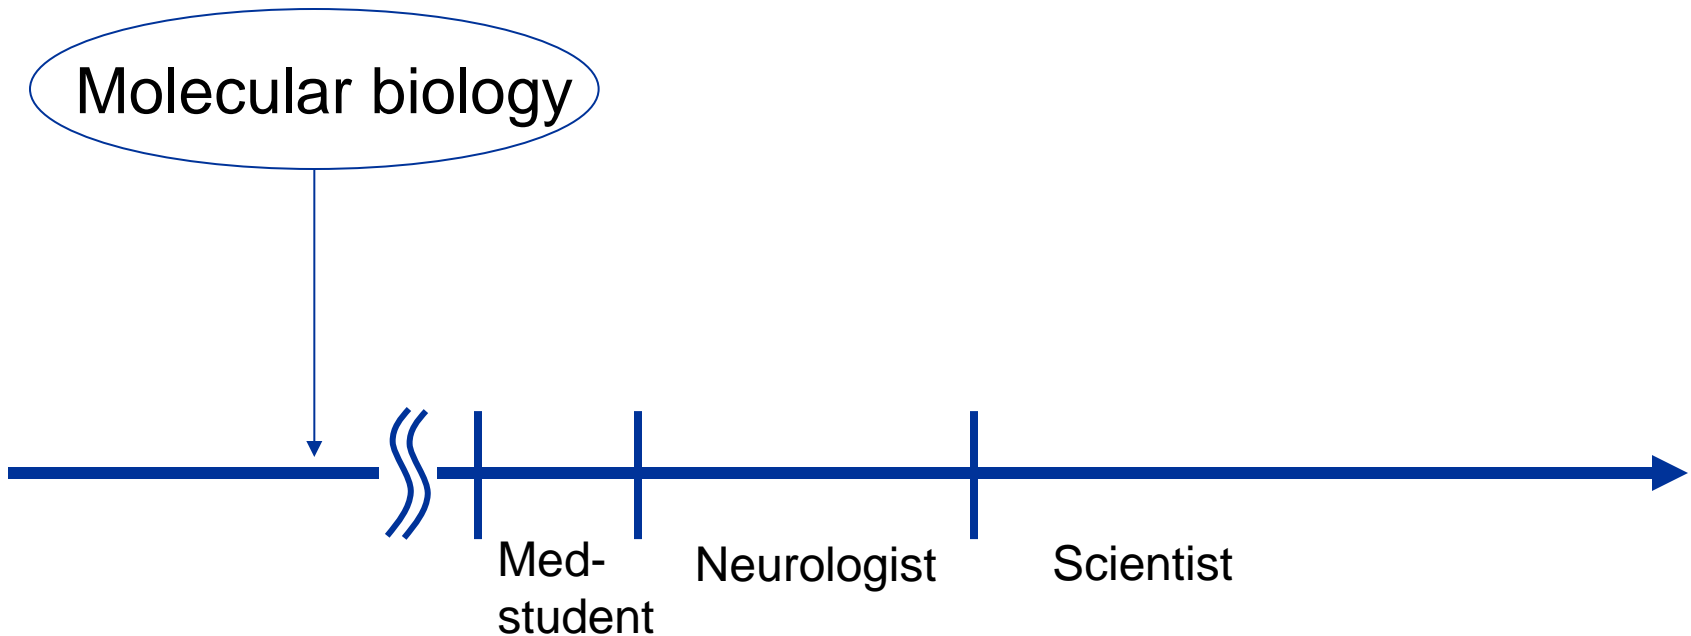 Molecular biology
Med-
student
Neurologist
Scientist